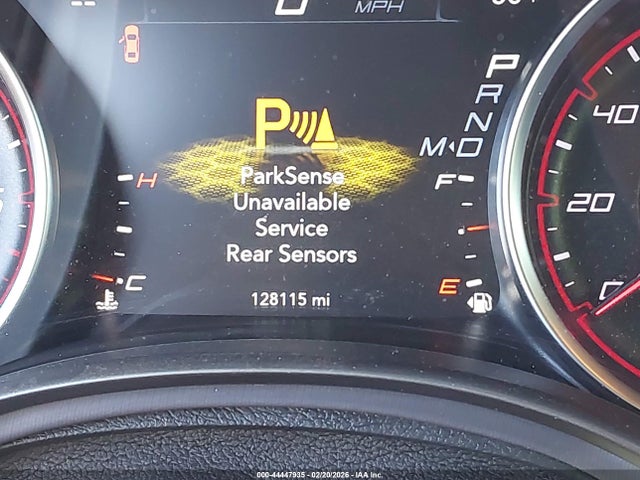 MPH
P
R
N
M◄D
P
ParkSense
Unavailable
Service
Rear Sensors
H
C
F
E
128115 mi
40
20
000-44447935 - 02/20/2026 - IAA Inc.